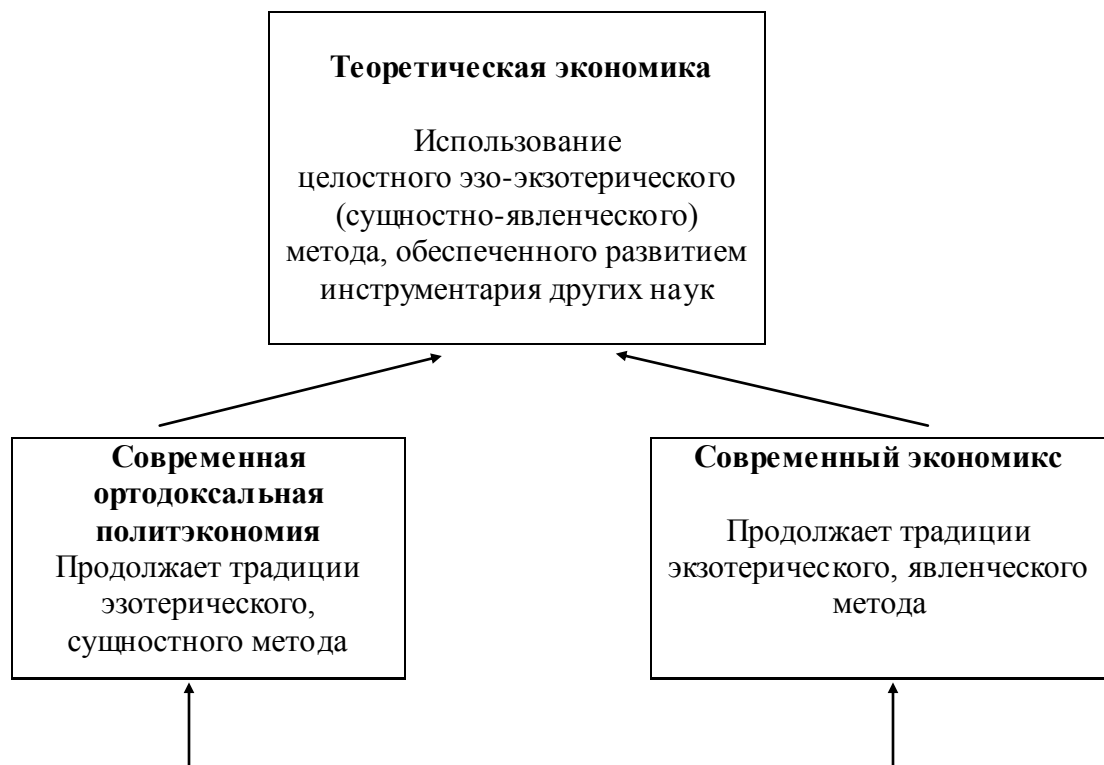 Теоретическая экономика
Использование
целостного эзо-экзотерического
(сущностно-явленческого)
метода, обеспеченного развитием
инструментария других наук
Современная
ортодоксальная
политэкономия
Продолжает традиции
эзотерического,
сущностного метода
Современный экономикс
Продолжает традиции
экзотерического, явленческого
метода